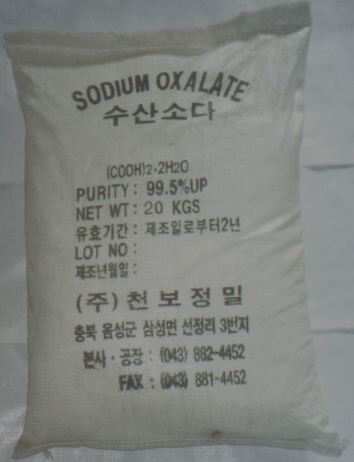 SODIUM OXALATE
수산소다
(COOH)2·2H2O
PURITY : 99.5%UP
NET WT : 20 KGS
유효기간 : 제조일로부터2년
LOT NO :
제조년월일 :
(주) 천보정밀
충북 음성군 삼성면 선정리 3번지
본사·공장 : (043) 882-4452
FAX : (043) 881-4452